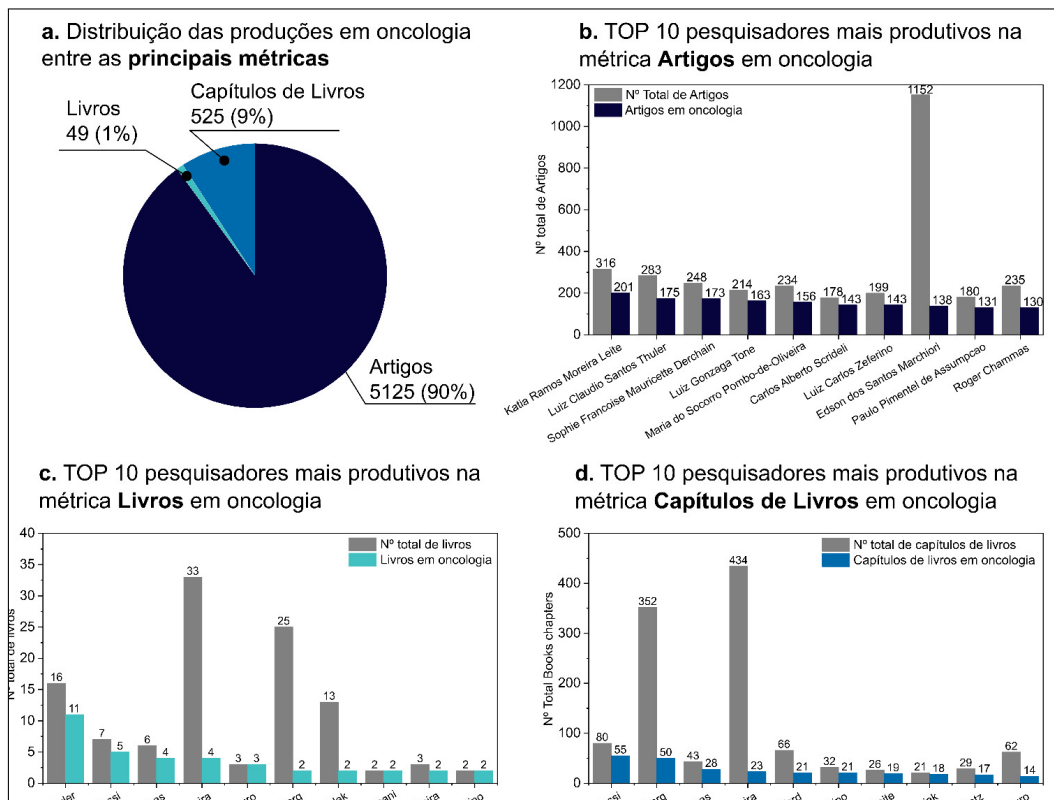 a. Distribuição das produções em oncologia
entre as principais métricas
Livros
49 (1%)
Capítulos de Livros
525 (9%)
Artigos
5125 (90%)
b. TOP 10 pesquisadores mais produtivos na
métrica Artigos em oncologia
Nº Total de Artigos
Artigos em oncologia
Nº total de Artigos
1200
1000
800
600
400
200
0
316 201
283 175
248 173
214 163
234 156
178 143
199 143
1152 138
180 131
235 130
Katia Ramos Moreira Leite
Luiz Claudio Santos Thuler
Sophie Francoise Mauricette Derchain
Luiz Gonzaga Tone
Maria do Socorro Pombo-de-Oliveira
Carlos Alberto Scrideli
Luiz Carlos Zeferino
Edson dos Santos Marchiori
Paulo Pimentel de Assumpcao
Roger Chammas
c. TOP 10 pesquisadores mais produtivos na
métrica Livros em oncologia
Nº total de livros
Livros em oncologia
Nº total de livros
40
35
30
25
20
15
10
5
0
16 11
7 5
6 4
33 4
3 3
25 2
13 2
2 2
3 2
2 2
d. TOP 10 pesquisadores mais produtivos na
métrica Capítulos de Livros em oncologia
Nº total de capítulos de livros
Capítulos de livros em oncologia
Nº Total Books chapters
500
400
300
200
100
0
80 55
352 50
43 28
434 23
66 21
32 21
26 19
21 18
29 17
62 14